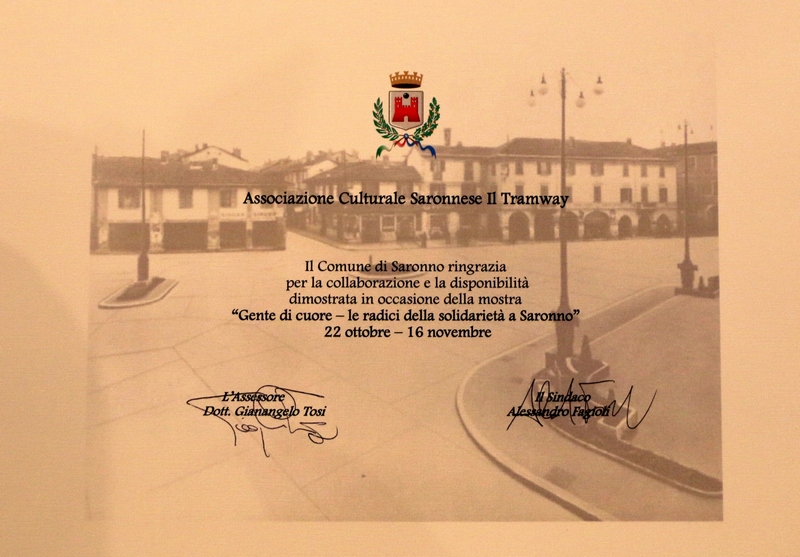 Associazione Culturale Saronnese Il Tramway
Il Comune di Saronno ringrazia
per la collaborazione e la disponibilità
dimostrata in occasione della mostra
“Gente di cuore – le radici della solidarietà a Saronno”
22 ottobre – 16 novembre
L'Assessore
Dott. Gianangelo Tosi
Il Sindaco
Alessandro Fagioli